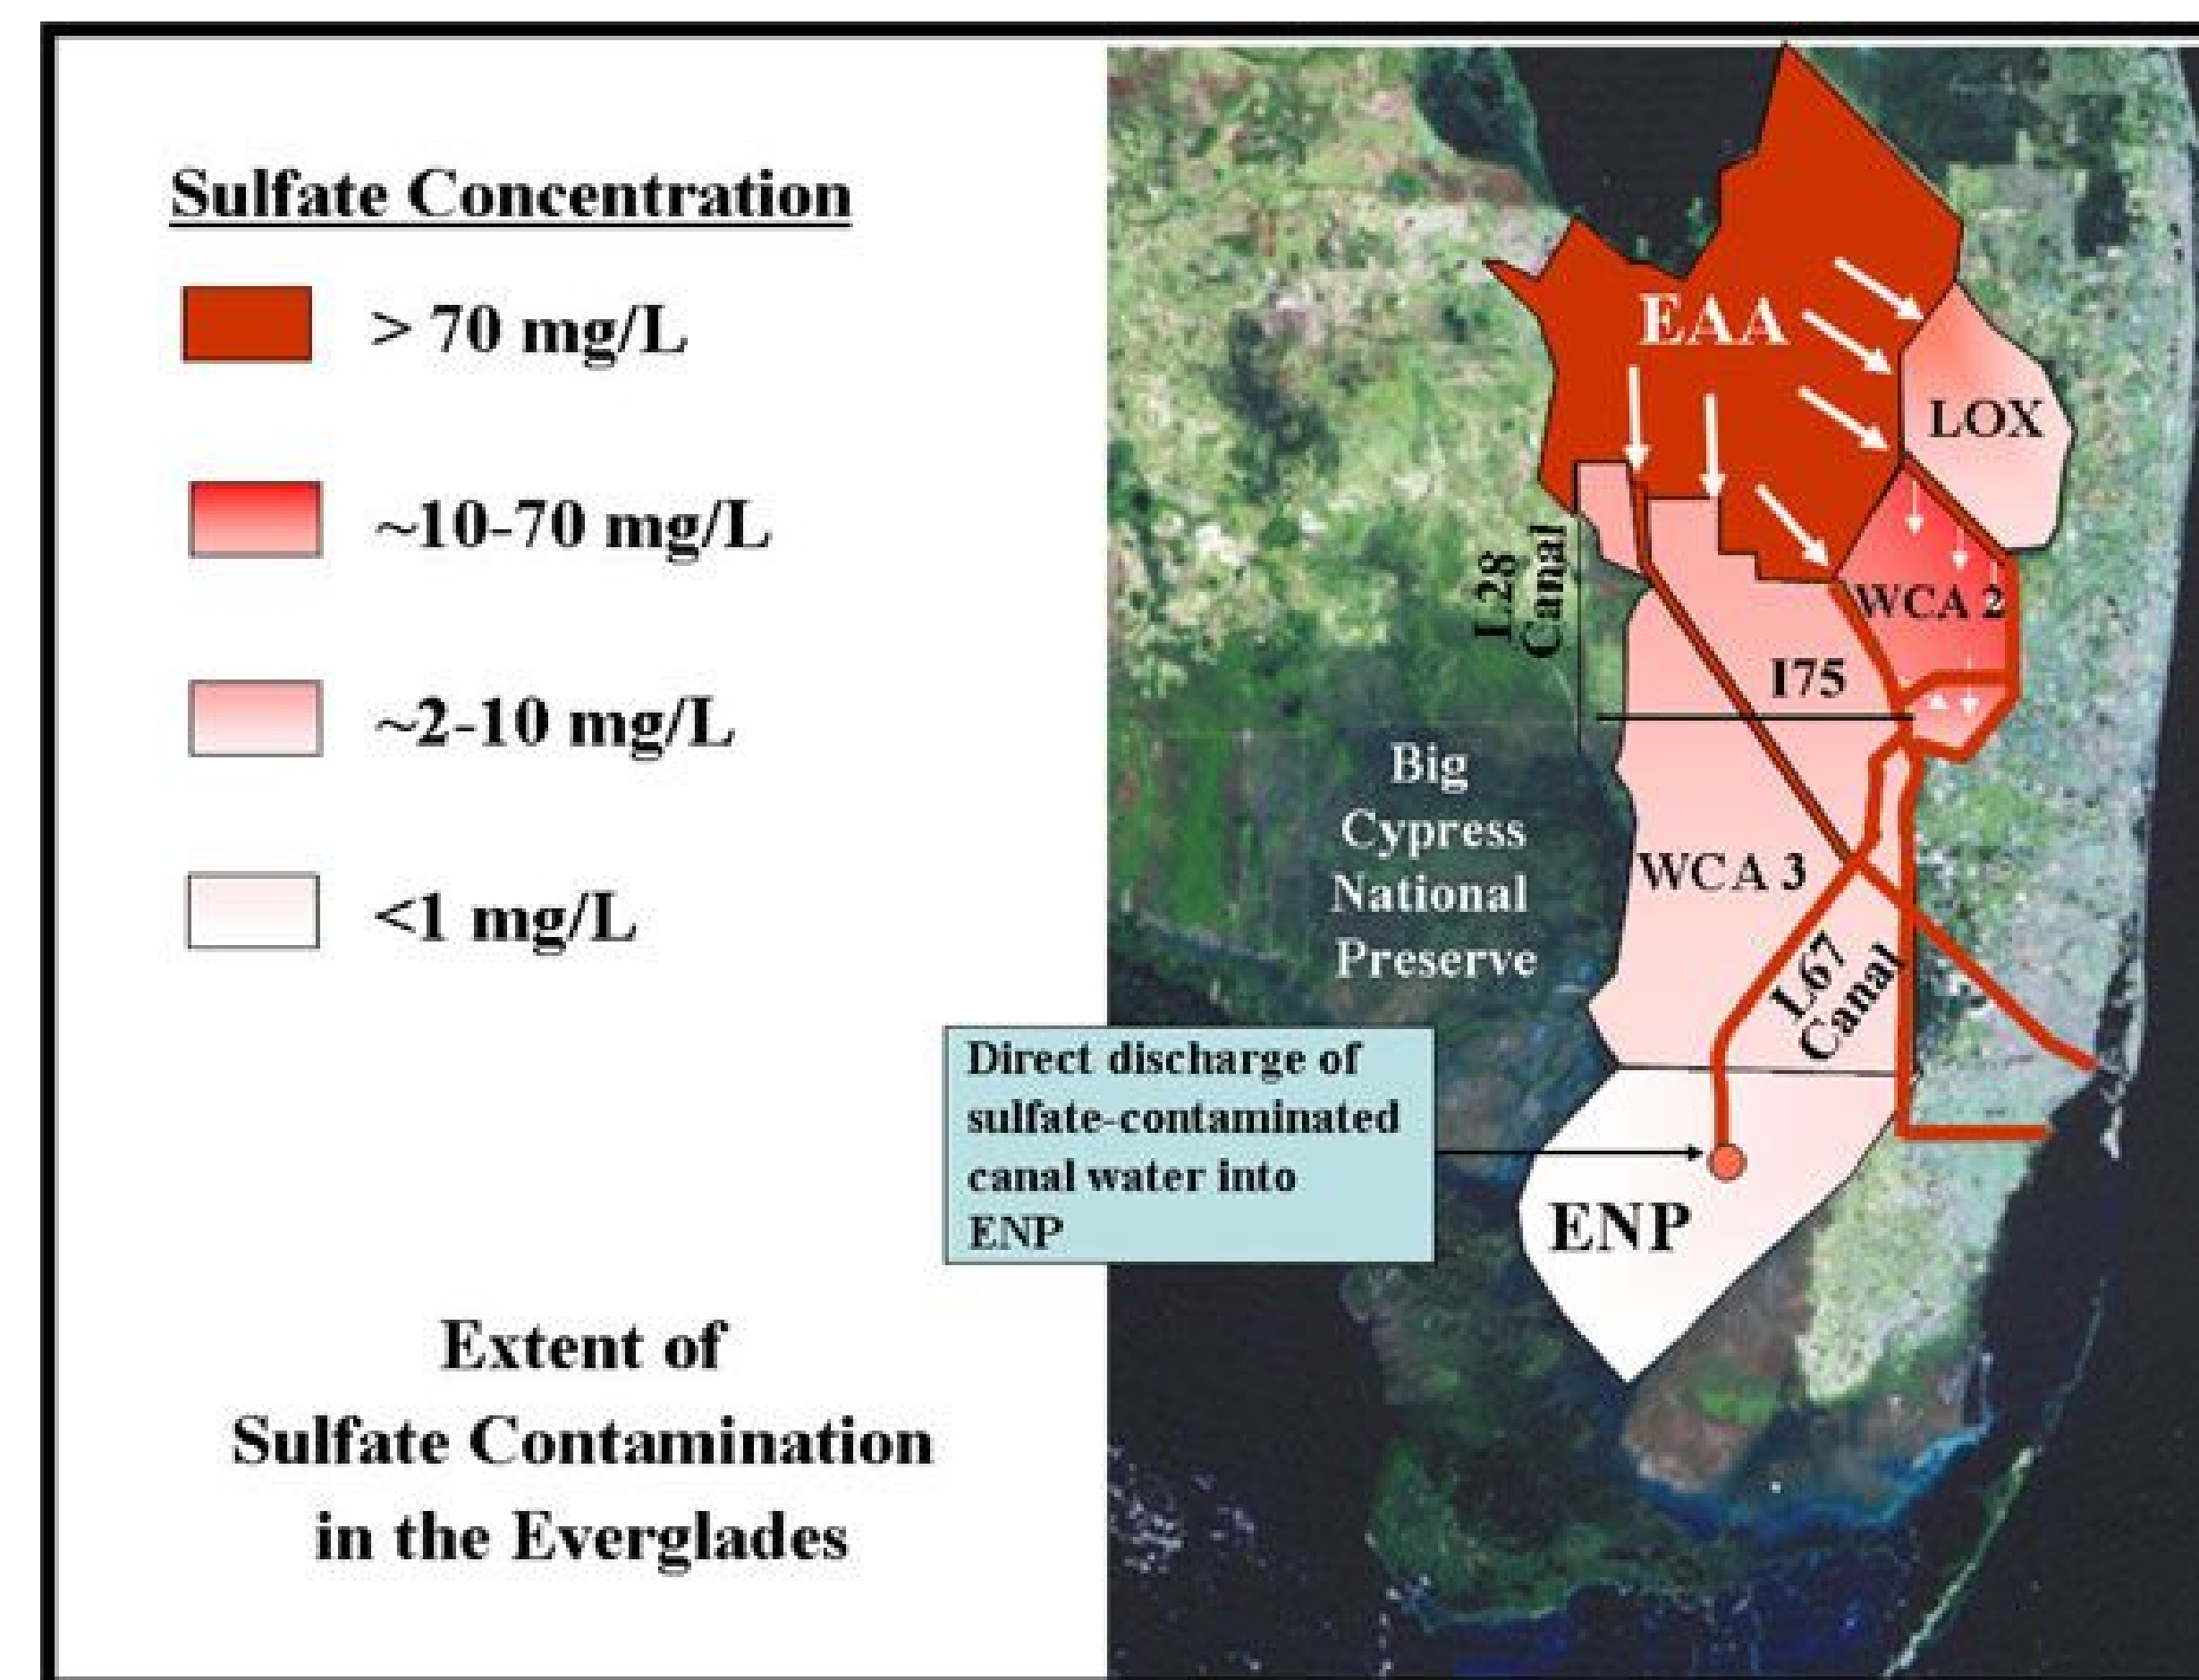 Sulfate Concentration
> 70 mg/L
~10-70 mg/L
~2-10 mg/L
<1 mg/L
Extent of
Sulfate Contamination
in the Everglades
EAA
LOX
L28
Canal
WCA 2
I75
Big
Cypress
National
Preserve
WCA 3
L67
Canal
Direct discharge of
sulfate-contaminated
canal water into
ENP
ENP